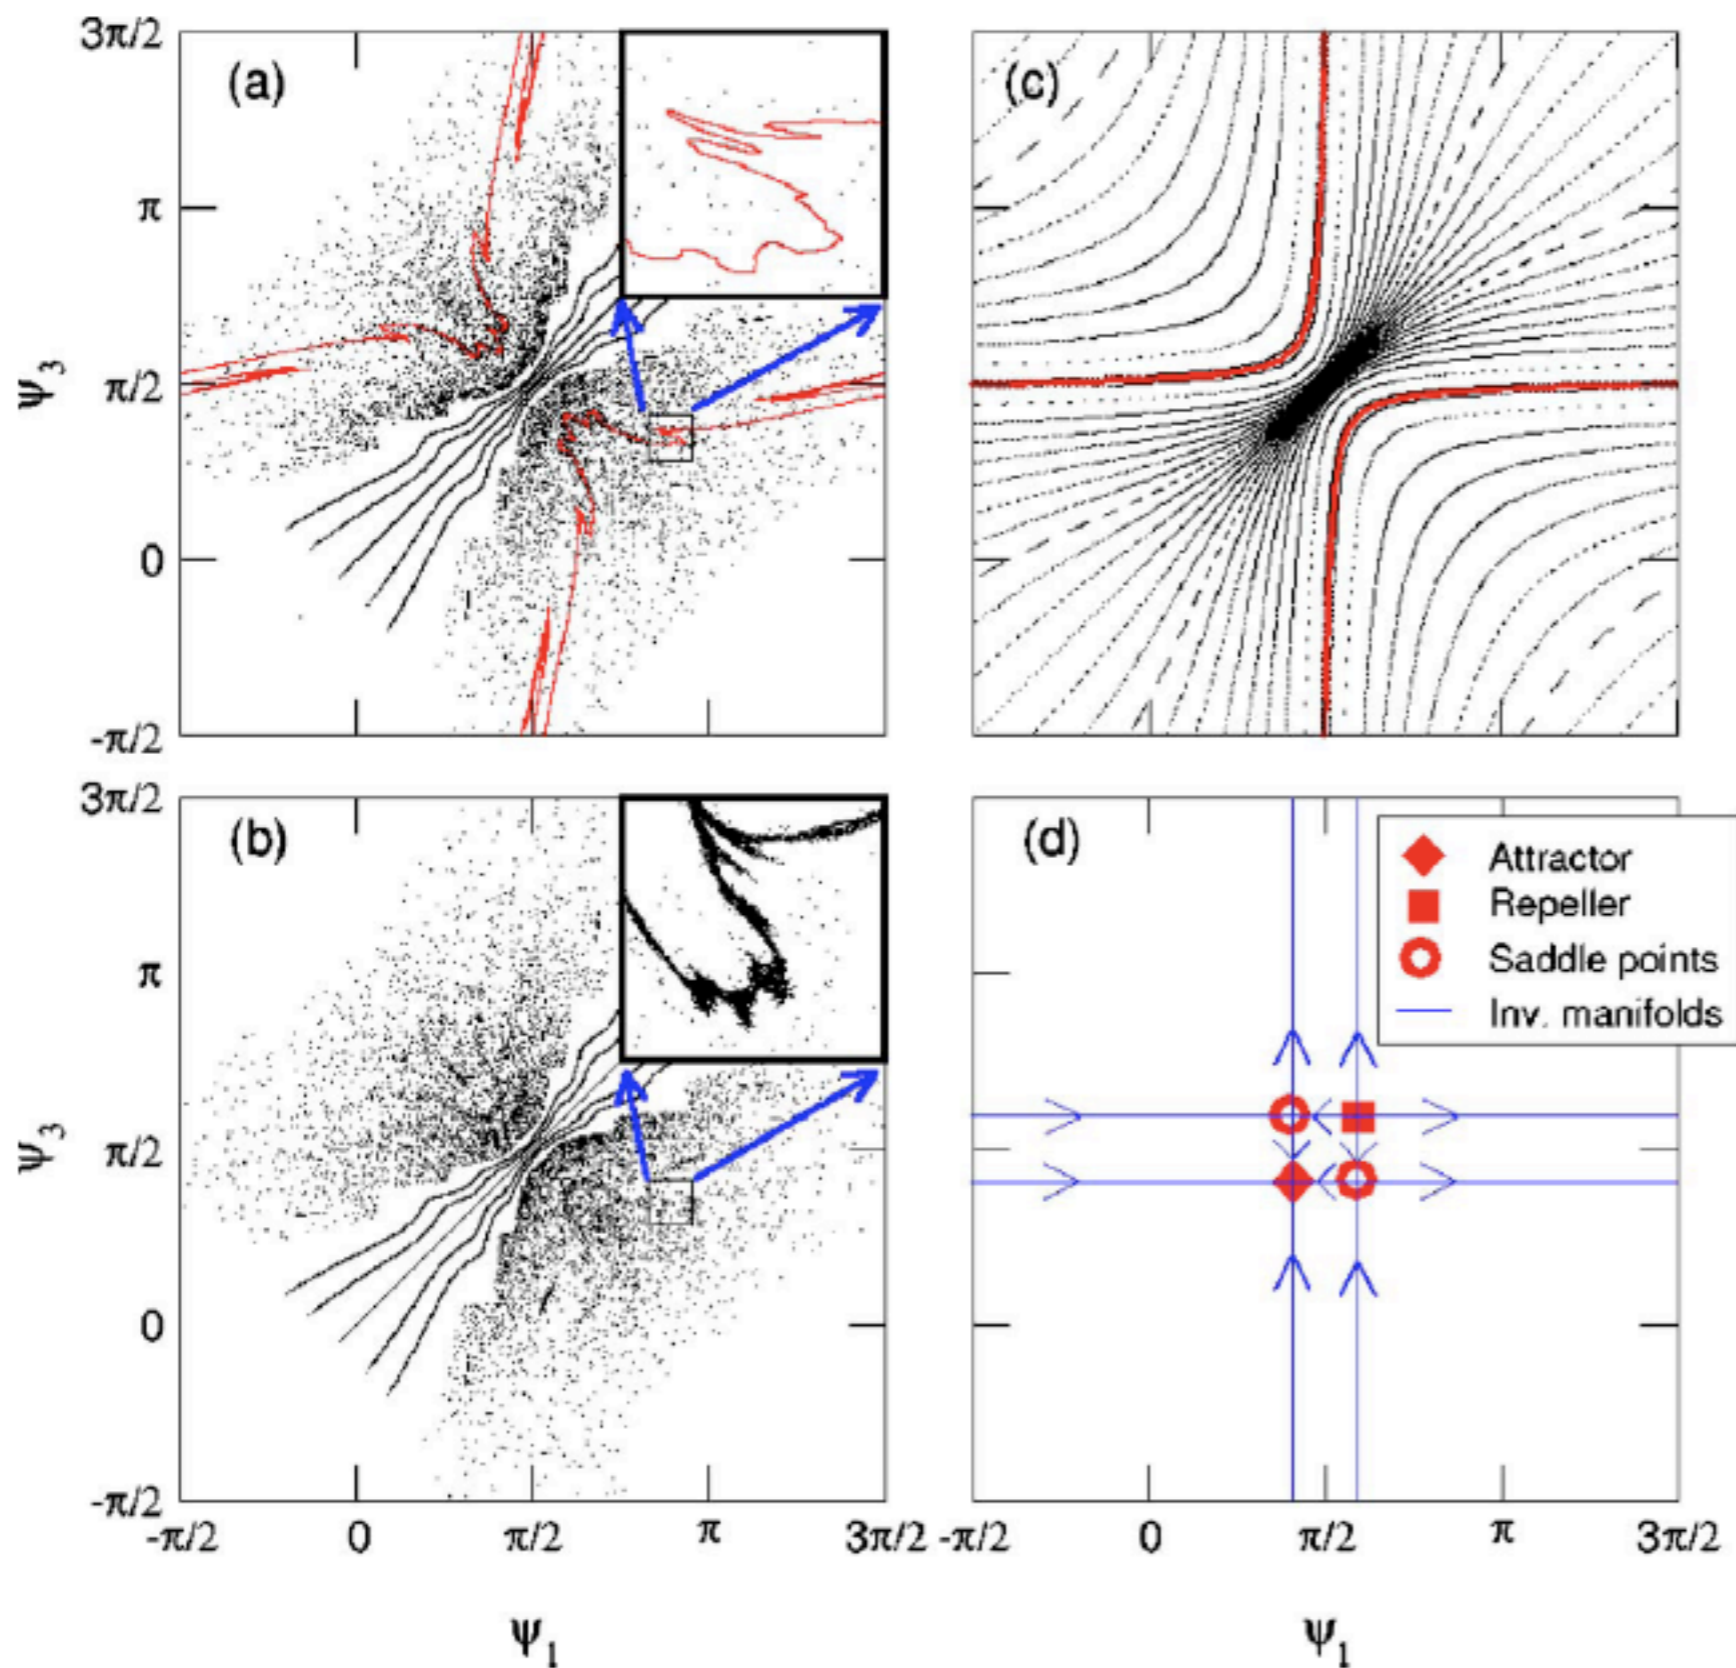 3π/2
(a)
(c)
π
ψ3
π/2
0
-π/2
3π/2
(b)
(d)
Attractor
Repeller
Saddle points
Inv. manifolds
π
ψ3
π/2
0
-π/2
-π/2 0 π/2 π 3π/2 -π/2 0 π/2 π 3π/2
ψ1 ψ1